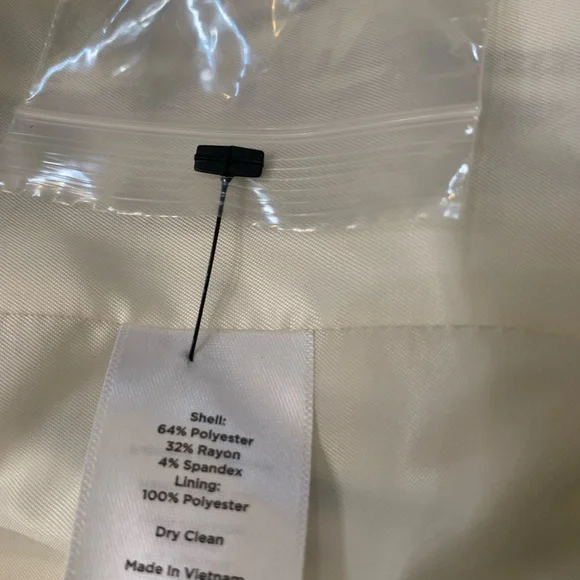 Shell:
64% Polyester
32% Rayon
4% Spandex
Lining:
100% Polyester
Dry Clean
Made In Vietnam